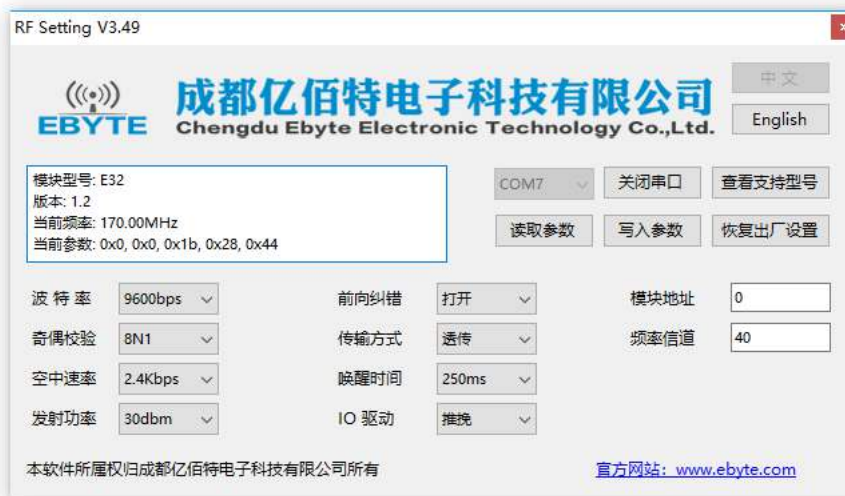 RF Setting V3.49
EBYTE
成都亿佰特电子科技有限公司
Chengdu Ebyte Electronic Technology Co.,Ltd.
中文
English
模块型号: E32
版本: 1.2
当前频率: 170.00MHz
当前参数: 0x0, 0x0, 0x1b, 0x28, 0x44
COM7 关闭串口 查看支持型号
读取参数 写入参数 恢复出厂设置
波特率 9600bps 前向纠错 打开 模块地址 0
奇偶校验 8N1 传输方式 透传 频率信道 40
空中速率 2.4Kbps 唤醒时间 250ms
发射功率 30dbm IO 驱动 推挽
本软件所属权归成都亿佰特电子科技有限公司所有 官方网站：www.ebyte.com